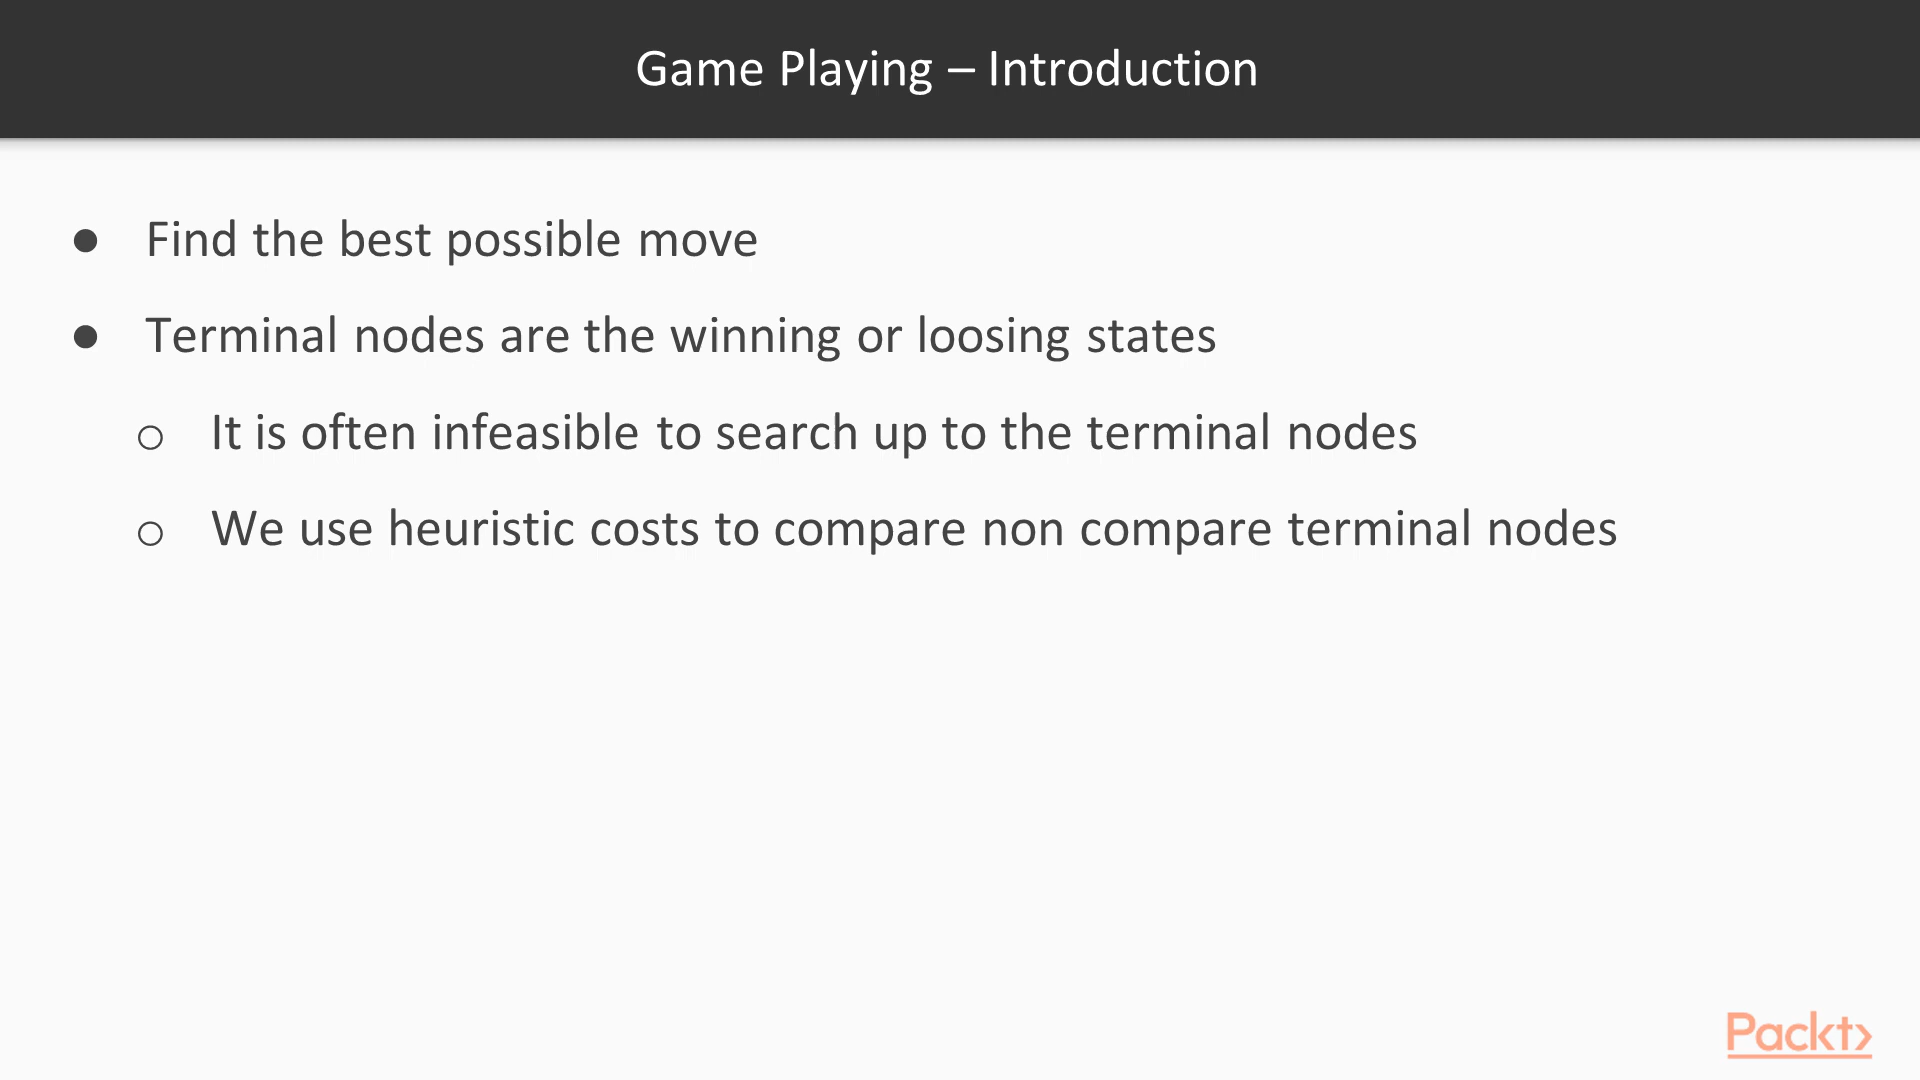 Game Playing – Introduction
● Find the best possible move
● Terminal nodes are the winning or loosing states
○ It is often infeasible to search up to the terminal nodes
○ We use heuristic costs to compare non compare terminal nodes
Packt>